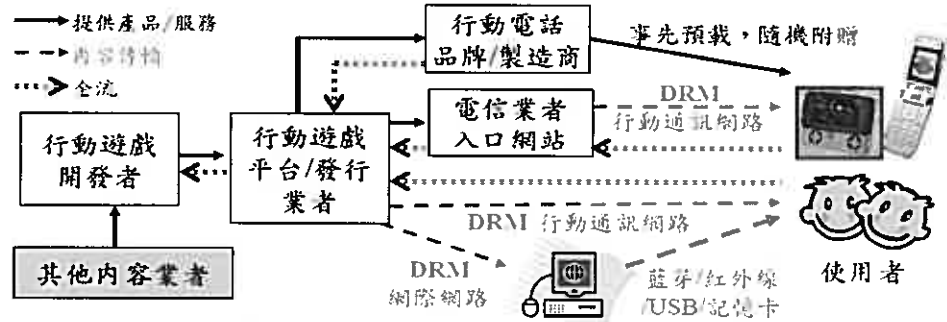 提供產品/服務
內容傳輸
金流
行動電話
品牌/製造商
事先預載，隨機附贈
電信業者
入口網站
DRM
行動通訊網路
行動遊戲
開發者
行動遊戲
平台/發行
業者
DRM 行動通訊網路
其他內容業者
DRM
網際網路
藍芽/紅外線
/USB/記憶卡
使用者